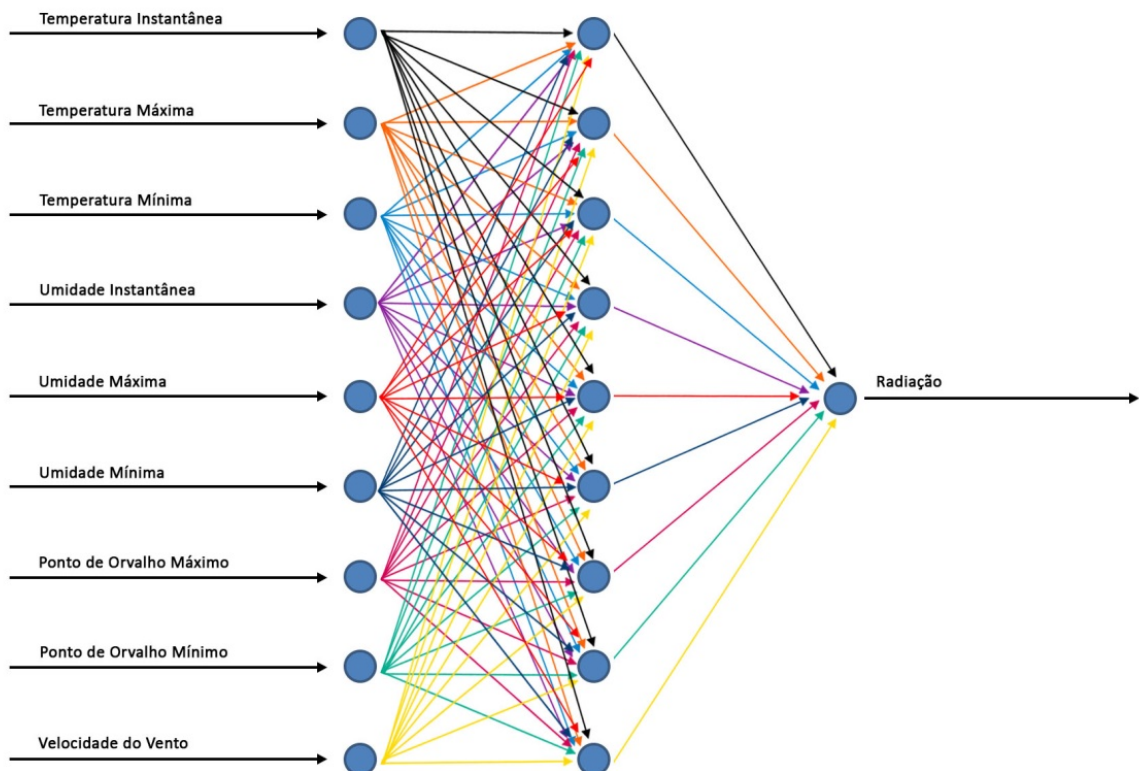 Temperatura Instantânea
Temperatura Máxima
Temperatura Mínima
Umidade Instantânea
Umidade Máxima
Umidade Mínima
Ponto de Orvalho Máximo
Ponto de Orvalho Mínimo
Velocidade do Vento
Radiação